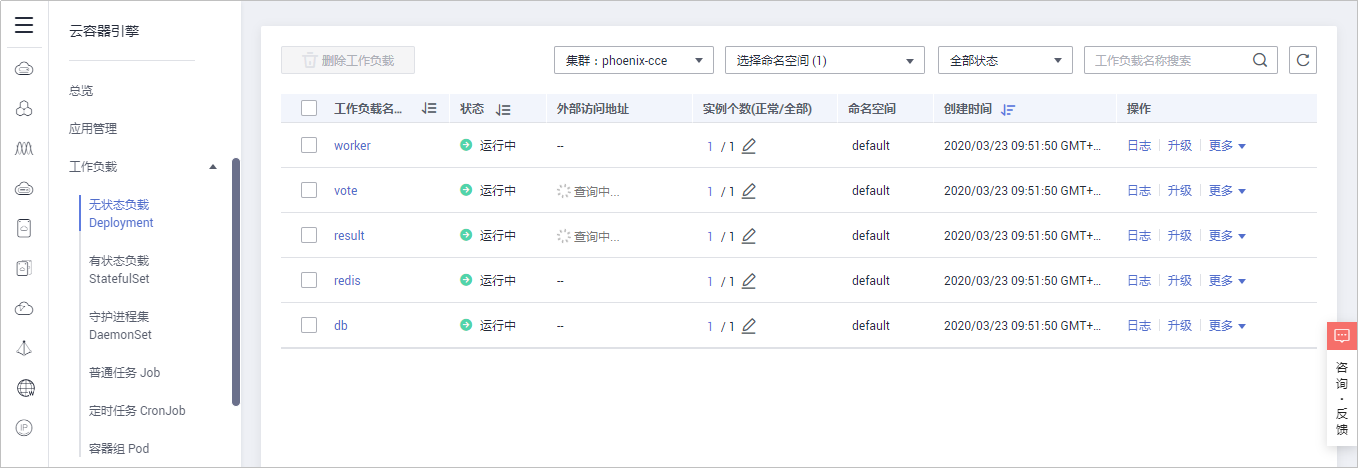 云容器引擎
总览
应用管理
工作负载
无状态负载
Deployment
有状态负载
StatefulSet
守护进程集
DaemonSet
普通任务 Job
定时任务 CronJob
容器组 Pod
删除工作负载 集群：phoenix-cce 选择命名空间 (1) 全部状态 工作负载名称搜索
工作负载名... 状态 外部访问地址 实例个数(正常/全部) 命名空间 创建时间 操作
worker 运行中 -- 1 / 1 default 2020/03/23 09:51:50 GMT+... 日志 升级 更多
vote 运行中 查询中... 1 / 1 default 2020/03/23 09:51:50 GMT+... 日志 升级 更多
result 运行中 查询中... 1 / 1 default 2020/03/23 09:51:50 GMT+... 日志 升级 更多
redis 运行中 -- 1 / 1 default 2020/03/23 09:51:50 GMT+... 日志 升级 更多
db 运行中 -- 1 / 1 default 2020/03/23 09:51:50 GMT+... 日志 升级 更多
咨询·反馈
W
IP